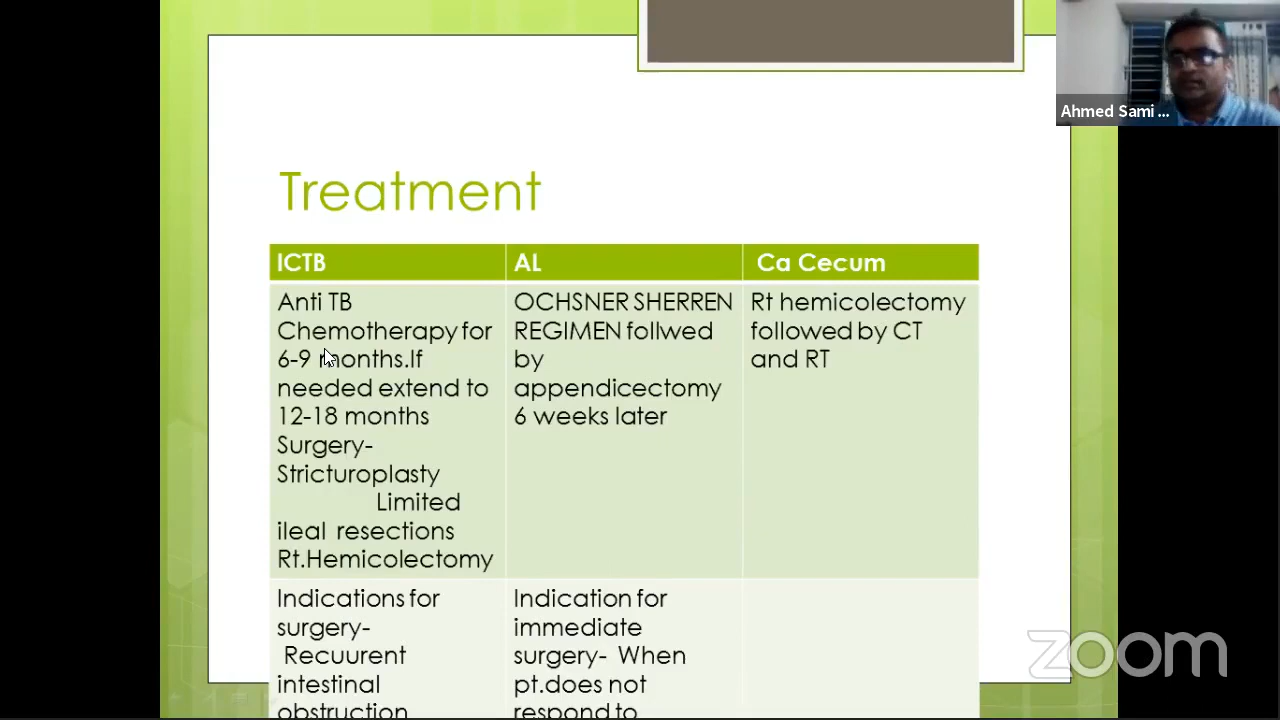 Ahmed Sami ...
Treatment
ICTB
AL
Ca Cecum
Anti TB
Chemotherapy for
6-9 months.If
needed extend to
12-18 months
Surgery-
Stricturoplasty
Limited
ileal resections
Rt.Hemicolectomy
OCHSNER SHERREN
REGIMEN follwed
by
appendicectomy
6 weeks later
Rt hemicolectomy
followed by CT
and RT
Indications for
surgery-
Recuurent
intestinal
obstruction
Indication for
immediate
surgery- When
pt.does not
respond to
zoom